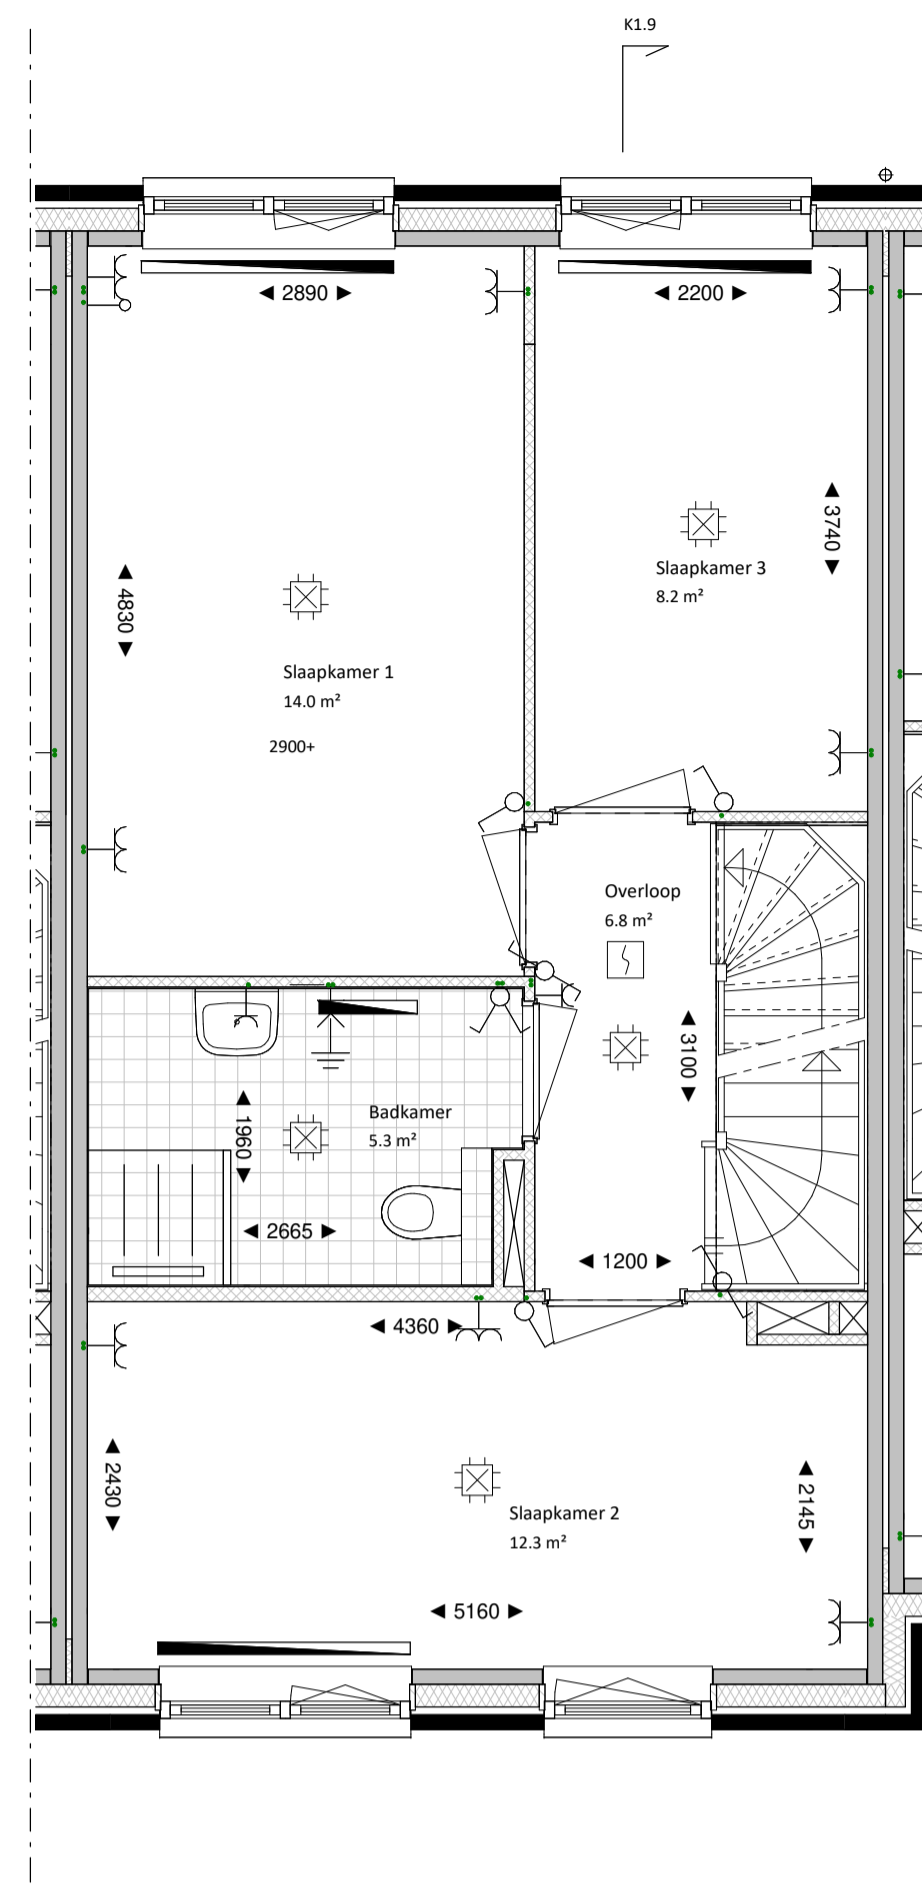 K1.9
◄ 2890 ►
◄ 2200 ►
◄ 3740 ►
Slaapkamer 3
8.2 m²
◄ 4830 ►
Slaapkamer 1
14.0 m²
2900+
Overloop
6.8 m²
◄ 3100 ►
Badkamer
5.3 m²
◄ 1960 ►
◄ 2665 ►
◄ 1200 ►
◄ 4360 ►
◄ 2430 ►
◄ 2145 ►
Slaapkamer 2
12.3 m²
◄ 5160 ►